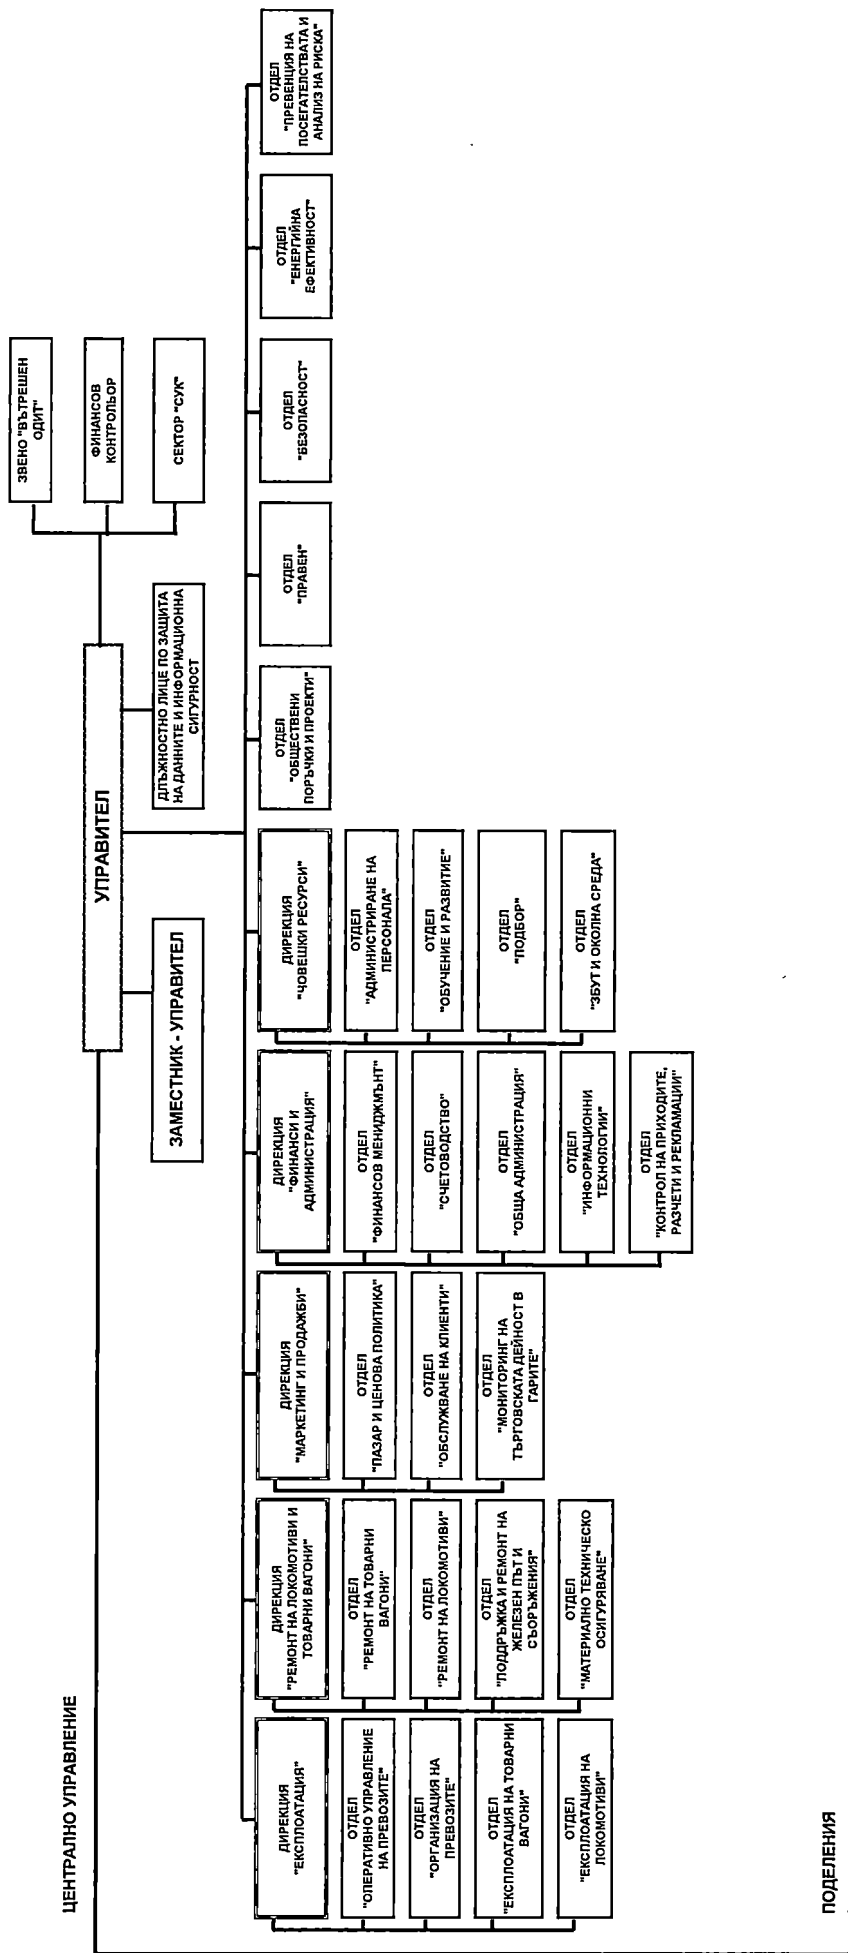 ЦЕНТРАЛНО УПРАВЛЕНИЕ
УПРАВИТЕЛ
ЗВЕНО "ВЪТРЕШЕН
ОДИТ"
ФИНАНСОВ
КОНТРОЛЬОР
СЕКТОР "СУК"
ЗАМЕСТНИК - УПРАВИТЕЛ
ДЛЪЖНОСТНО ЛИЦЕ ПО ЗАЩИТА
НА ДАННИТЕ И ИНФОРМАЦИОННА
СИГУРНОСТ
ДИРЕКЦИЯ
"ЕКСПЛОАТАЦИЯ"
ОТДЕЛ
"ОПЕРАТИВНО УПРАВЛЕНИЕ
НА ПРЕВОЗИТЕ"
ОТДЕЛ
"ОРГАНИЗАЦИЯ НА
ПРЕВОЗИТЕ"
ОТДЕЛ
"ЕКСПЛОАТАЦИЯ НА ТОВАРНИ
ВАГОНИ"
ОТДЕЛ
"ЕКСПЛОАТАЦИЯ НА
ЛОКОМОТИВИ"
ДИРЕКЦИЯ
"РЕМОНТ НА ЛОКОМОТИВИ И
ТОВАРНИ ВАГОНИ"
ОТДЕЛ
"РЕМОНТ НА ТОВАРНИ
ВАГОНИ"
ОТДЕЛ
"РЕМОНТ НА ЛОКОМОТИВИ"
ОТДЕЛ
"ПОДДРЪЖКА И РЕМОНТ НА
ЖЕЛЕЗЕН ПЪТ И
СЪОРЪЖЕНИЯ"
ОТДЕЛ
"МАТЕРИАЛНО ТЕХНИЧЕСКО
ОСИГУРЯВАНЕ"
ДИРЕКЦИЯ
"МАРКЕТИНГ И ПРОДАЖБИ"
ОТДЕЛ
"ПАЗАР И ЦЕНОВА ПОЛИТИКА"
ОТДЕЛ
"ОБСЛУЖВАНЕ НА КЛИЕНТИ"
ОТДЕЛ
"МОНИТОРИНГ НА
ТЪРГОВСКАТА ДЕЙНОСТ В
ГАРИТЕ"
ДИРЕКЦИЯ
"ФИНАНСИ И
АДМИНИСТРАЦИЯ"
ОТДЕЛ
"ФИНАНСОВ МЕНИДЖМЪНТ"
ОТДЕЛ
"СЧЕТОВОДСТВО"
ОТДЕЛ
"ОБЩА АДМИНИСТРАЦИЯ"
ОТДЕЛ
"ИНФОРМАЦИОННИ
ТЕХНОЛОГИИ"
ОТДЕЛ
"КОНТРОЛ НА ПРИХОДИТЕ,
РАЗЧЕТИ И РЕКЛАМАЦИИ"
ДИРЕКЦИЯ
"ЧОВЕШКИ РЕСУРСИ"
ОТДЕЛ
"АДМИНИСТРИРАНЕ НА
ПЕРСОНАЛА"
ОТДЕЛ
"ОБУЧЕНИЕ И РАЗВИТИЕ"
ОТДЕЛ
"ПОДБОР"
ОТДЕЛ
"ЗБУТ И ОКОЛНА СРЕДА"
ОТДЕЛ
"ОБЩЕСТВЕНИ
ПОРЪЧКИ И ПРОЕКТИ"
ОТДЕЛ
"ПРАВЕН"
ОТДЕЛ
"БЕЗОПАСНОСТ"
ОТДЕЛ
"ЕНЕРГИЙНА
ЕФЕКТИВНОСТ"
ОТДЕЛ
"ПРЕВЕНЦИЯ НА
ПОСЕГАТЕЛСТВАТА И
АНАЛИЗ НА РИСКА"
ПОДЕЛЕНИЯ